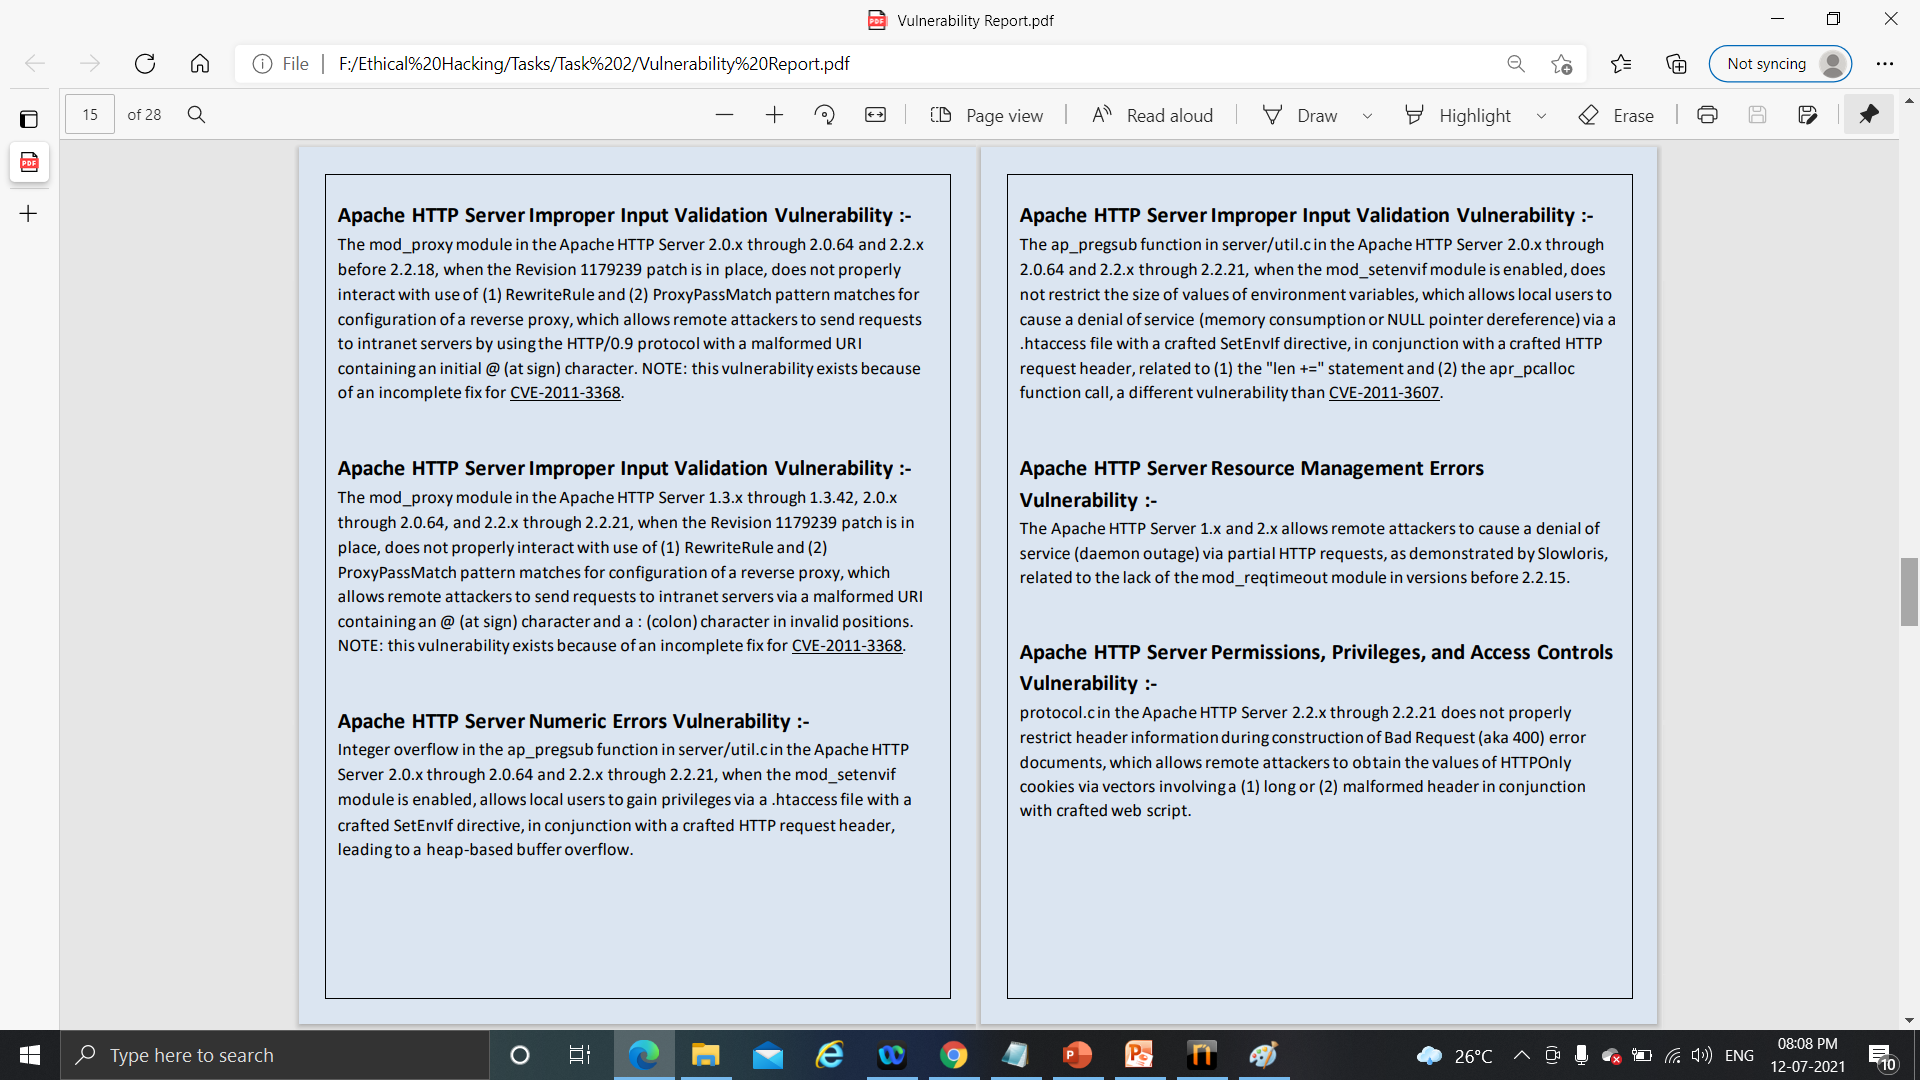 Vulnerability Report.pdf
File
F:/Ethical%20Hacking/Tasks/Task%202/Vulnerability%20Report.pdf
Not syncing
15 of 28
Page view
Read aloud
Draw
Highlight
Erase
Apache HTTP Server Improper Input Validation Vulnerability :-
The mod_proxy module in the Apache HTTP Server 2.0.x through 2.0.64 and 2.2.x
before 2.2.18, when the Revision 1179239 patch is in place, does not properly
interact with use of (1) RewriteRule and (2) ProxyPassMatch pattern matches for
configuration of a reverse proxy, which allows remote attackers to send requests
to intranet servers by using the HTTP/0.9 protocol with a malformed URI
containing an initial @ (at sign) character. NOTE: this vulnerability exists because
of an incomplete fix for CVE-2011-3368.
Apache HTTP Server Improper Input Validation Vulnerability :-
The mod_proxy module in the Apache HTTP Server 1.3.x through 1.3.42, 2.0.x
through 2.0.64, and 2.2.x through 2.2.21, when the Revision 1179239 patch is in
place, does not properly interact with use of (1) RewriteRule and (2)
ProxyPassMatch pattern matches for configuration of a reverse proxy, which
allows remote attackers to send requests to intranet servers via a malformed URI
containing an @ (at sign) character and a : (colon) character in invalid positions.
NOTE: this vulnerability exists because of an incomplete fix for CVE-2011-3368.
Apache HTTP Server Numeric Errors Vulnerability :-
Integer overflow in the ap_pregsub function in server/util.c in the Apache HTTP
Server 2.0.x through 2.0.64 and 2.2.x through 2.2.21, when the mod_setenvif
module is enabled, allows local users to gain privileges via a .htaccess file with a
crafted SetEnvIf directive, in conjunction with a crafted HTTP request header,
leading to a heap-based buffer overflow.
Apache HTTP Server Improper Input Validation Vulnerability :-
The ap_pregsub function in server/util.c in the Apache HTTP Server 2.0.x through
2.0.64 and 2.2.x through 2.2.21, when the mod_setenvif module is enabled, does
not restrict the size of values of environment variables, which allows local users to
cause a denial of service (memory consumption or NULL pointer dereference) via a
.htaccess file with a crafted SetEnvIf directive, in conjunction with a crafted HTTP
request header, related to (1) the "len +=" statement and (2) the apr_pcalloc
function call, a different vulnerability than CVE-2011-3607.
Apache HTTP Server Resource Management Errors
Vulnerability :-
The Apache HTTP Server 1.x and 2.x allows remote attackers to cause a denial of
service (daemon outage) via partial HTTP requests, as demonstrated by Slowloris,
related to the lack of the mod_reqtimeout module in versions before 2.2.15.
Apache HTTP Server Permissions, Privileges, and Access Controls
Vulnerability :-
protocol.c in the Apache HTTP Server 2.2.x through 2.2.21 does not properly
restrict header information during construction of Bad Request (aka 400) error
documents, which allows remote attackers to obtain the values of HTTPOnly
cookies via vectors involving a (1) long or (2) malformed header in conjunction
with crafted web script.
Type here to search
26°C
ENG
08:08 PM
12-07-2021
10